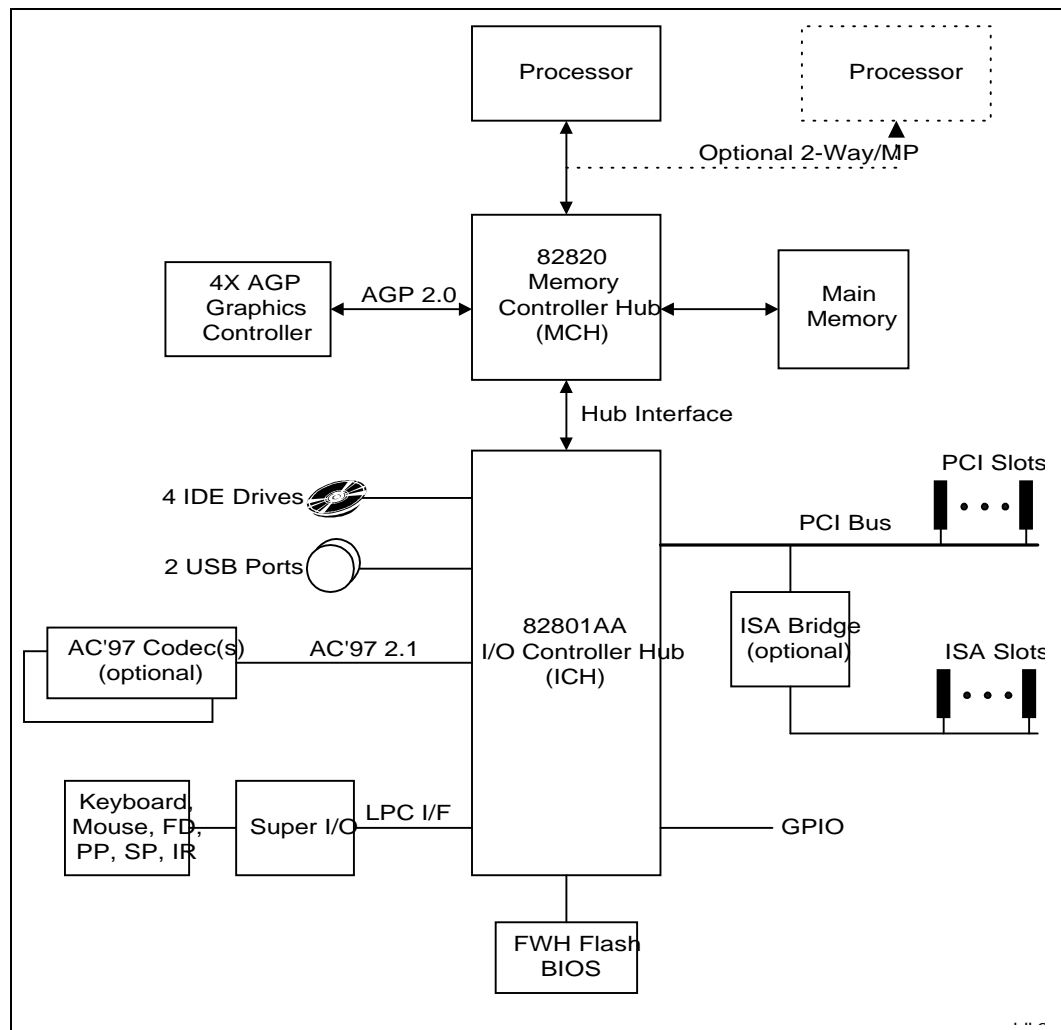 Processor
Processor
Optional 2-Way/MP
82820
Memory
Controller Hub
(MCH)
4X AGP
Graphics
Controller
AGP 2.0
Main
Memory
Hub Interface
PCI Slots
4 IDE Drives
PCI Bus
2 USB Ports
82801AA
I/O Controller Hub
(ICH)
ISA Bridge
(optional)
ISA Slots
AC'97 Codec(s)
(optional)
AC'97 2.1
Keyboard,
Mouse, FD,
PP, SP, IR
Super I/O
LPC I/F
GPIO
FWH Flash
BIOS